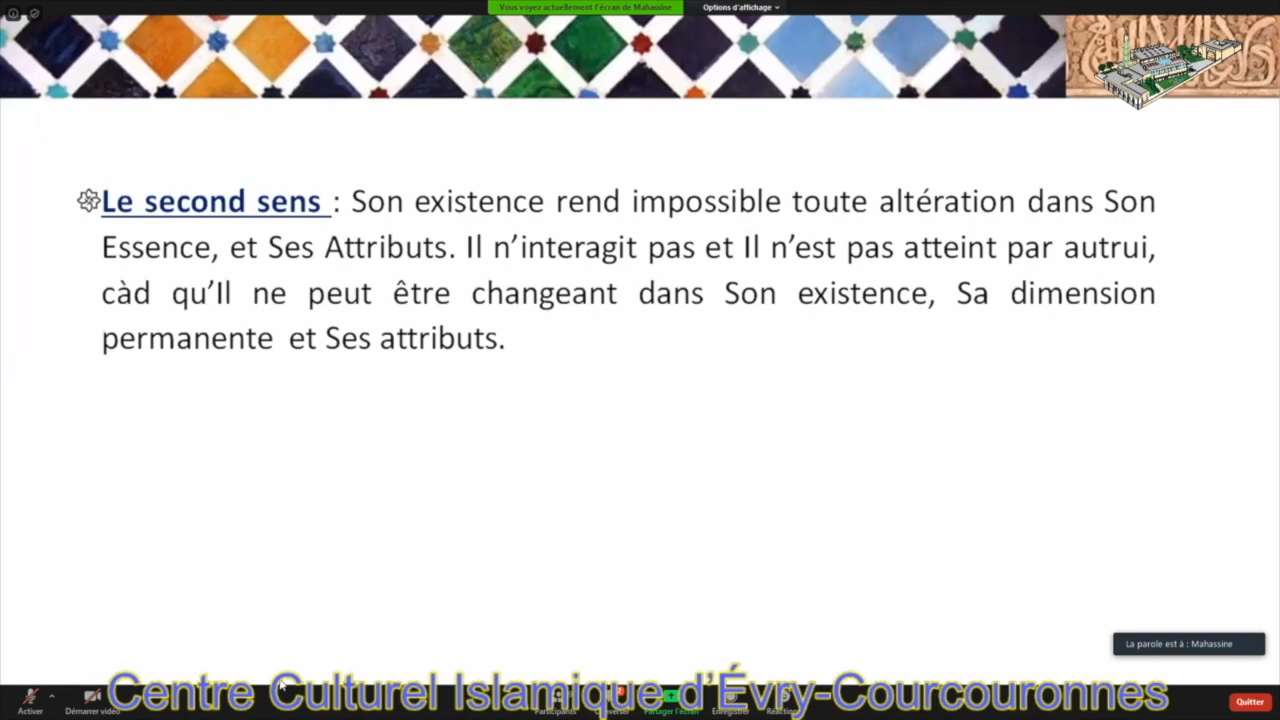 Vous voyez actuellement l'écran de Mahassine
Options d'affichage
Le second sens : Son existence rend impossible toute altération dans Son
Essence, et Ses Attributs. Il n'interagit pas et Il n'est pas atteint par autrui,
càd qu'Il ne peut être changeant dans Son existence, Sa dimension
permanente et Ses attributs.
La parole est à : Mahassine
Centre Culturel Islamique d'Évry-Courcouronnes
Activer
Démarrer vidéo
Participants
Converser
Partager l'écran
Enregistrer
Réactions
Quitter